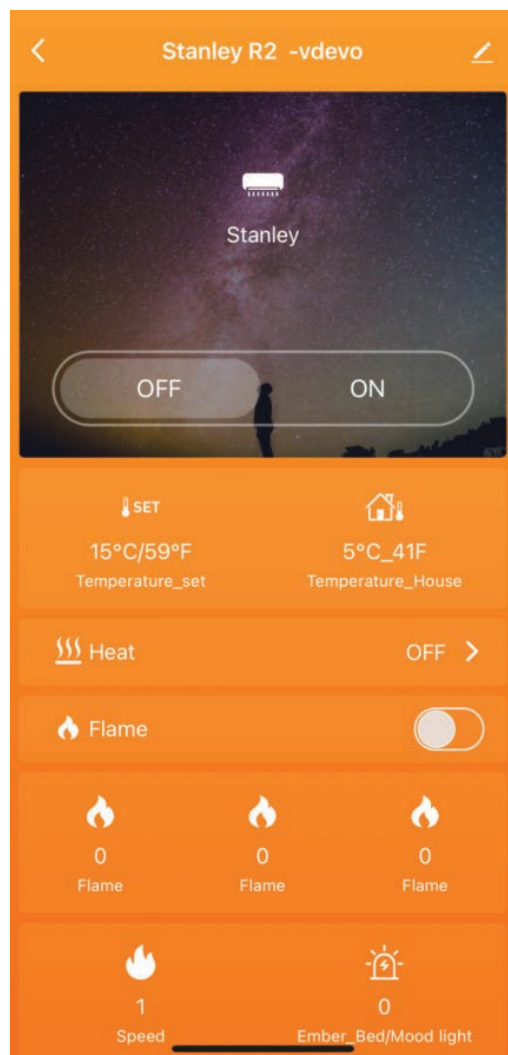 Stanley R2 -vdevo
Stanley
OFF ON
SET
15°C/59°F 5°C_41F
Temperature_set Temperature_House
Heat OFF
Flame
0 0 0
Flame Flame Flame
1 0
Speed Ember_Bed/Mood light